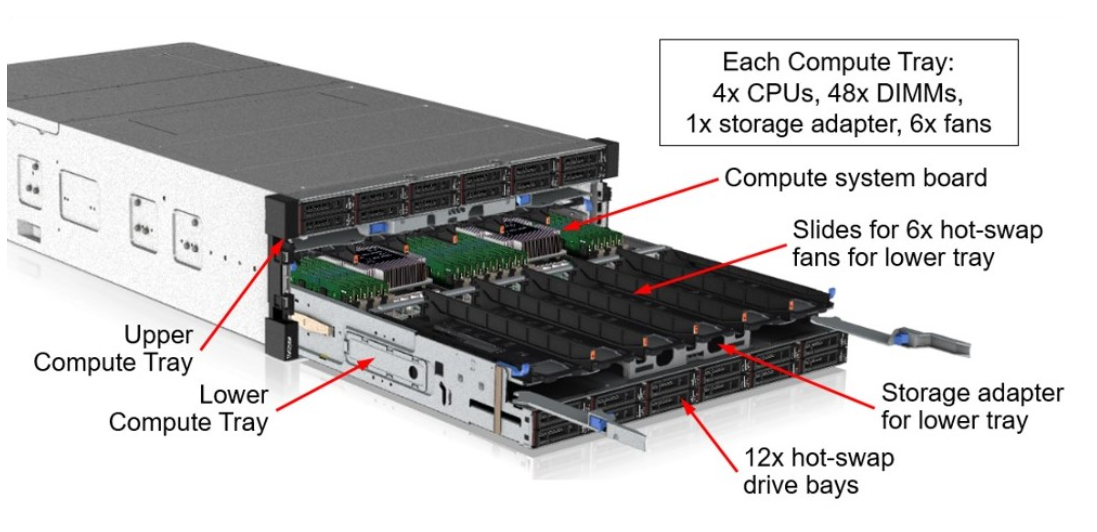 Each Compute Tray:
4x CPUs, 48x DIMMs,
1x storage adapter, 6x fans
Compute system board
Slides for 6x hot-swap
fans for lower tray
Upper
Compute Tray
Lower
Compute Tray
Storage adapter
for lower tray
12x hot-swap
drive bays